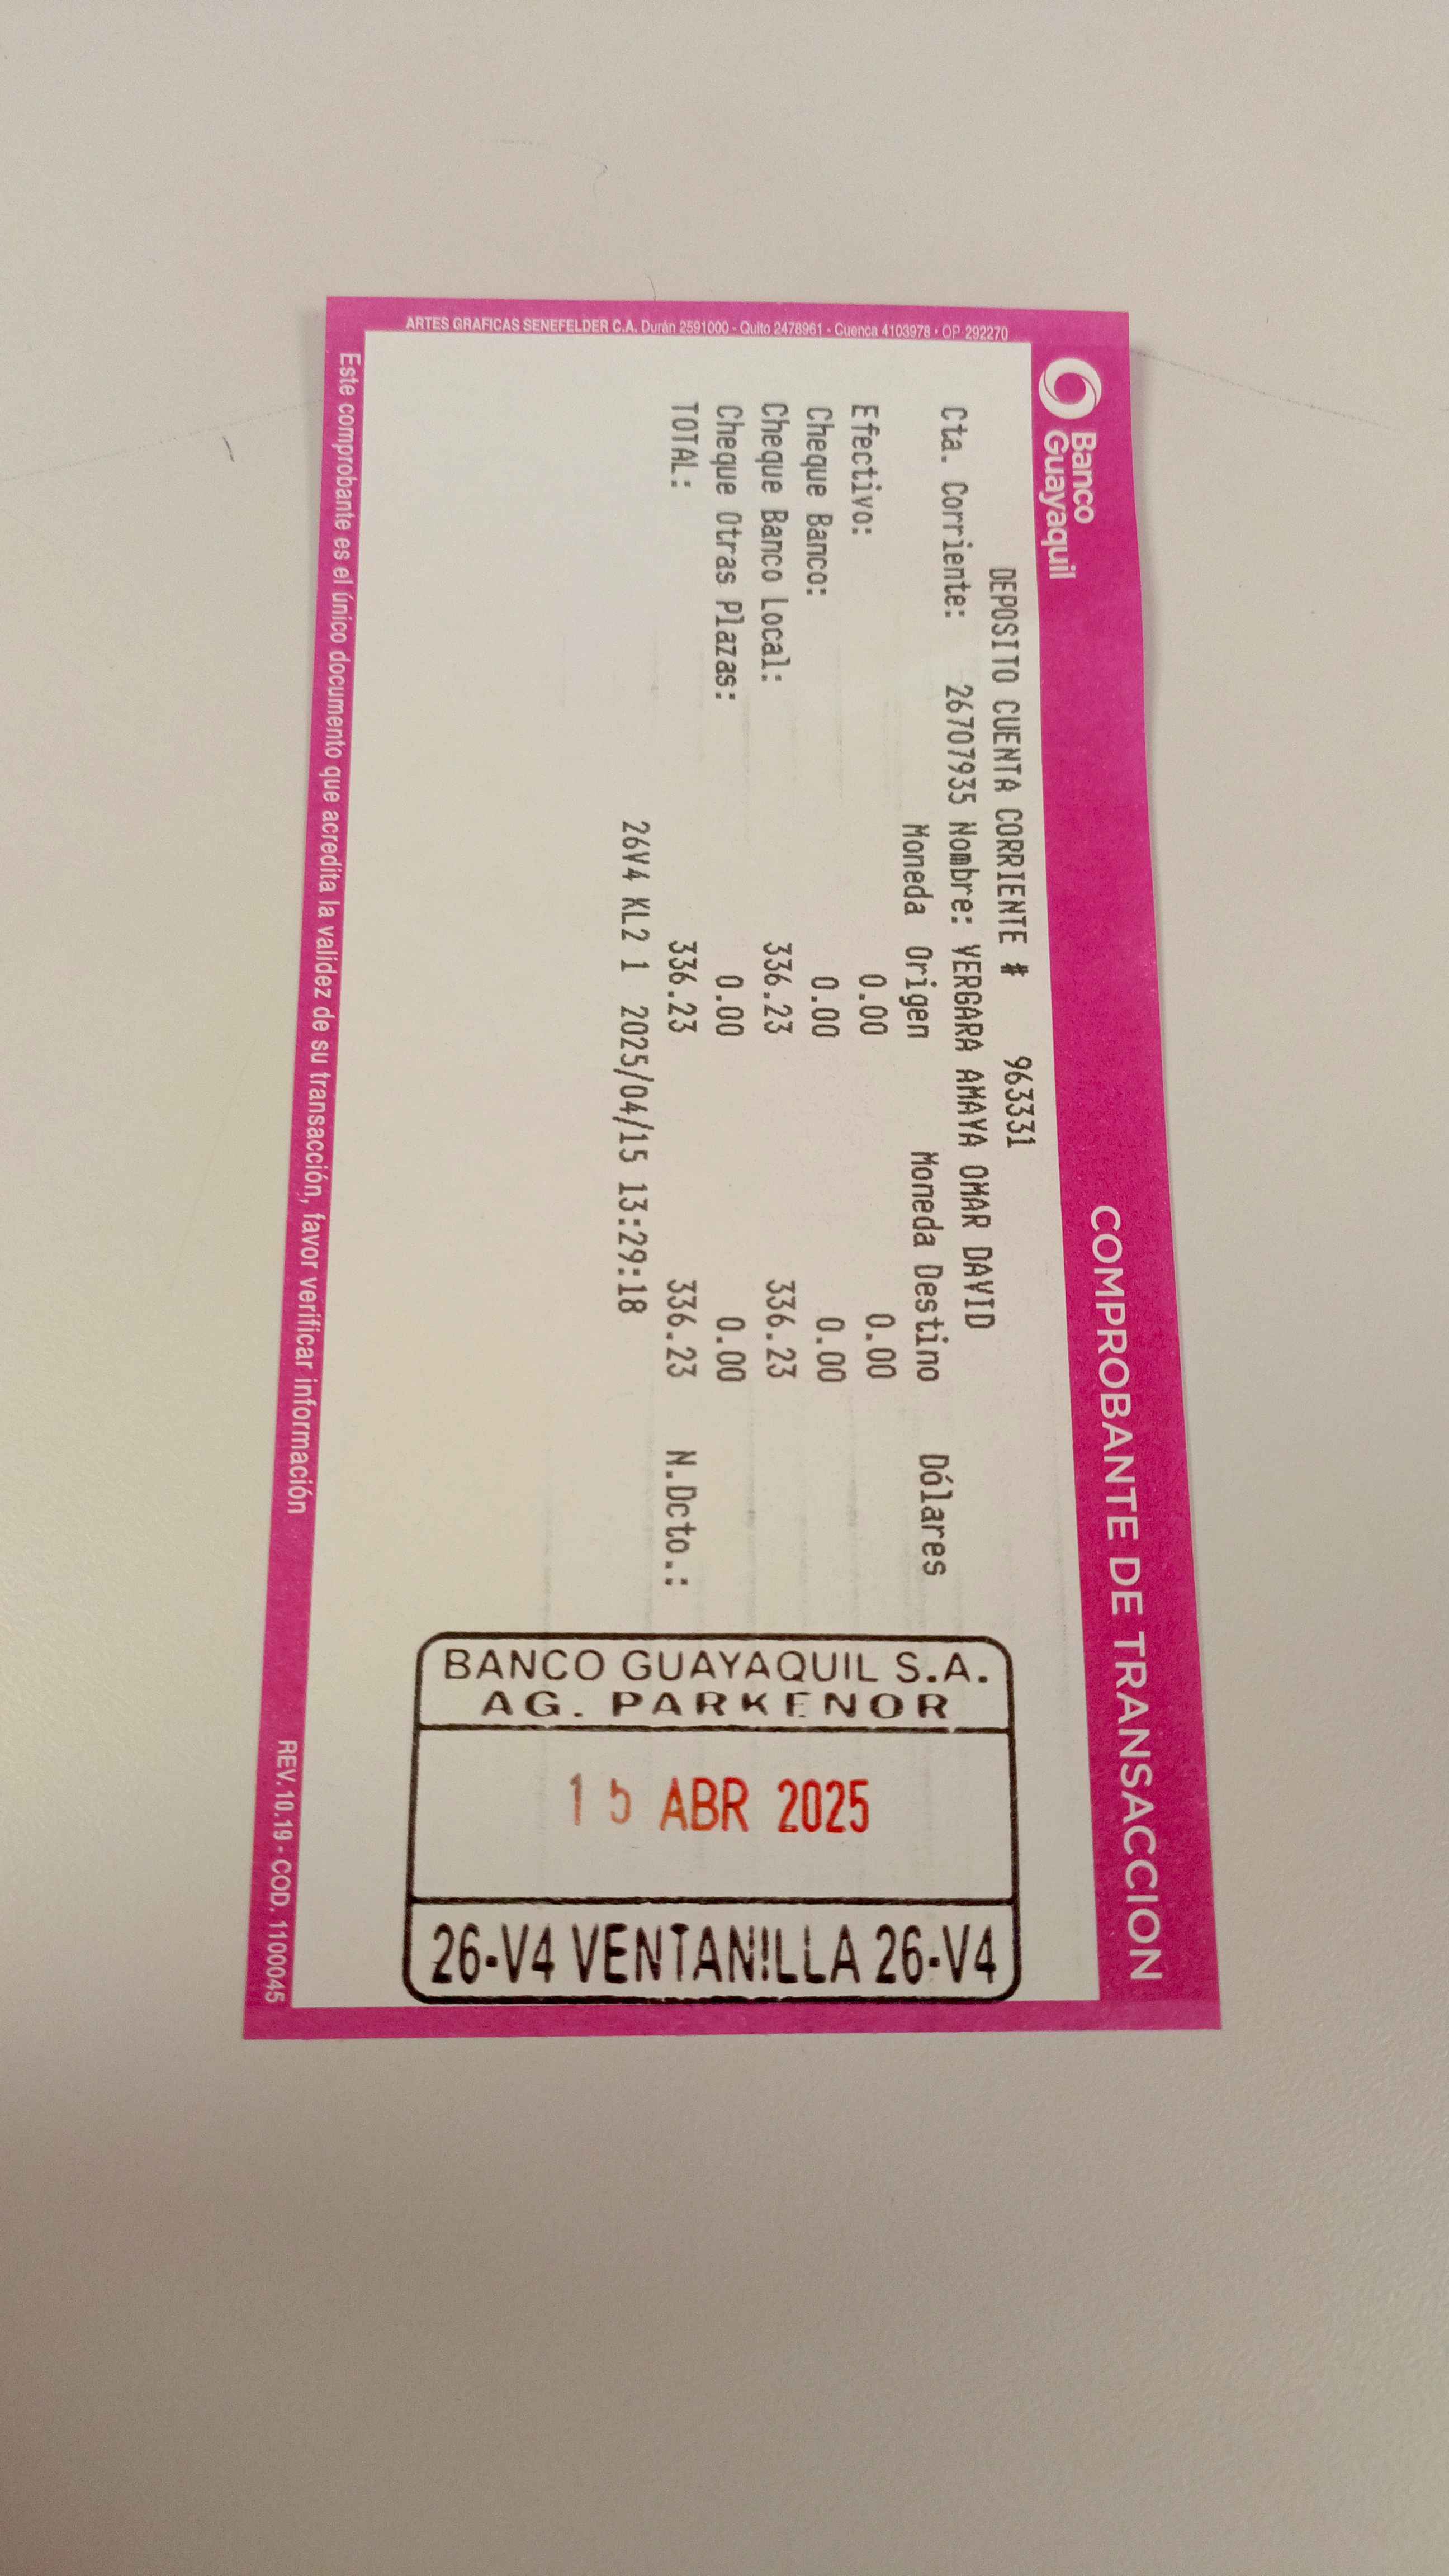 Banco
Guayaquil
COMPROBANTE DE TRANSACCION
DEPOSITO CUENTA CORRIENTE # 963331
Cta. Corriente: 26707935 Nombre: VERGARA AMAYA OMAR DAVID
Moneda Origen Moneda Destino Dólares
Efectivo: 0.00 0.00
Cheque Banco: 0.00 0.00
Cheque Banco Local: 336.23 336.23
Cheque Otras Plazas: 0.00 0.00
TOTAL: 336.23 336.23 N.Dcto.:
26V4 KL2 1 2025/04/15 13:29:18
BANCO GUAYAQUIL S.A.
AG. PARKENOR
15 ABR 2025
26-V4 VENTANILLA 26-V4
Este comprobante es el único documento que acredita la validez de su transacción, favor verificar información
REV. 10.19 - COD. 1100045
ARTES GRAFICAS SENEFELDER C.A. Durán 2591000 - Quito 2478961 - Cuenca 4103978 • OP 292270